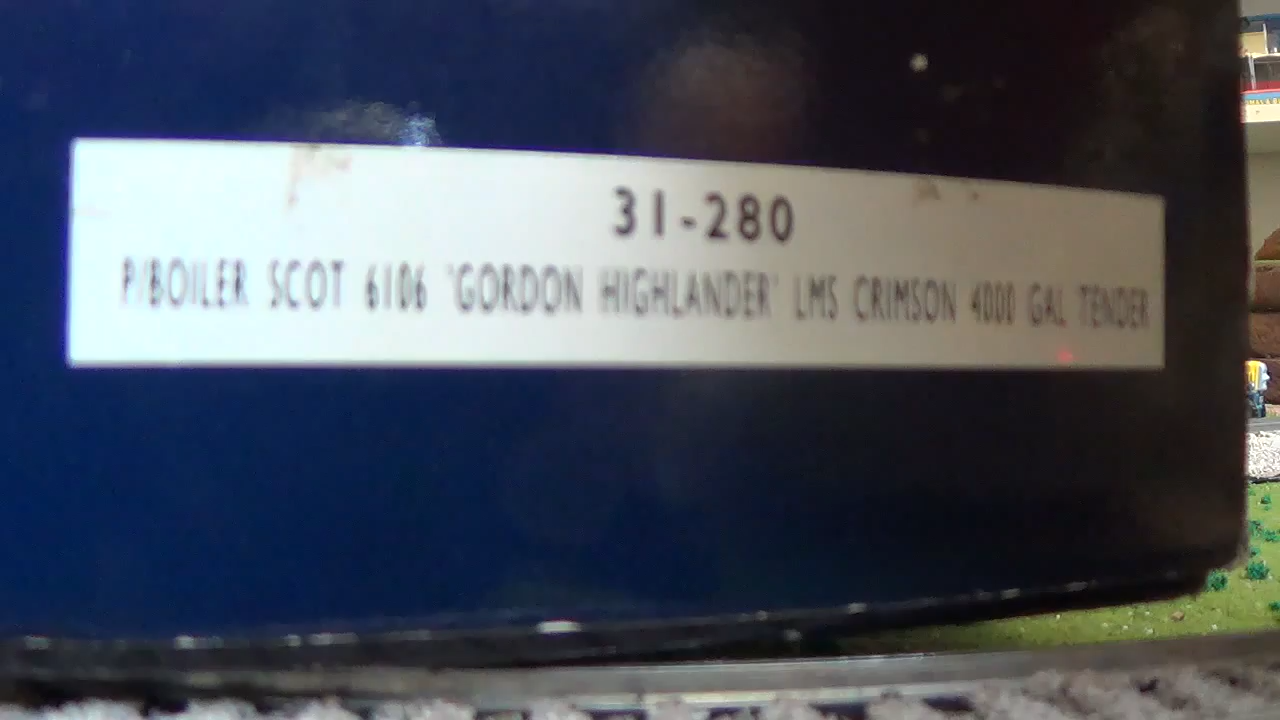 31-280
P/BOILER SCOT 6106 'GORDON HIGHLANDER' LMS CRIMSON 4000 GAL TENDER